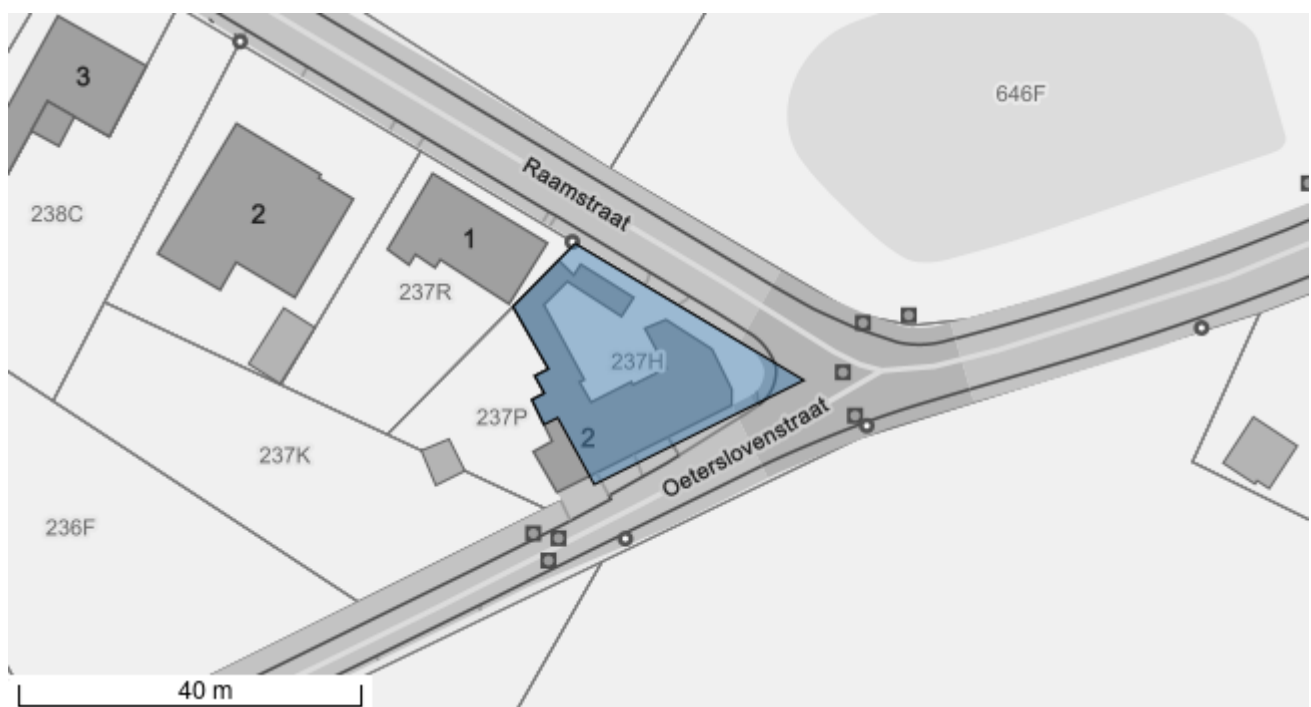 3
646F
Raamstraat
238C
2
1
237R
237H
237P
2
Oeterslovenstraat
237K
236F
40 m